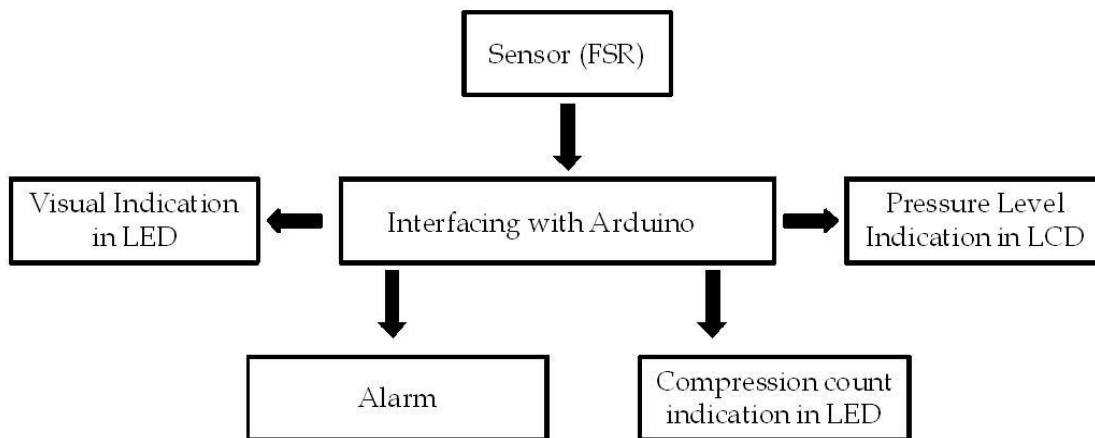 Sensor (FSR)
Visual Indication
in LED
Interfacing with Arduino
Pressure Level
Indication in LCD
Alarm
Compression count
indication in LED